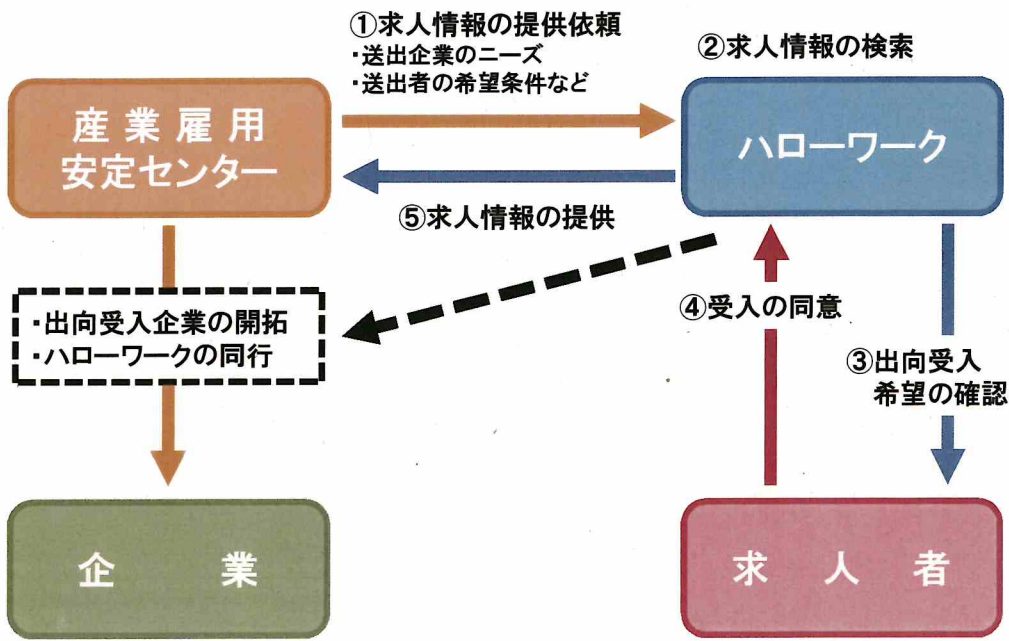 ①求人情報の提供依頼
・送出企業のニーズ
・送出者の希望条件など
②求人情報の検索
産業雇用
安定センター
ハローワーク
⑤求人情報の提供
・出向受入企業の開拓
・ハローワークの同行
④受入の同意
③出向受入
希望の確認
企業
求人者